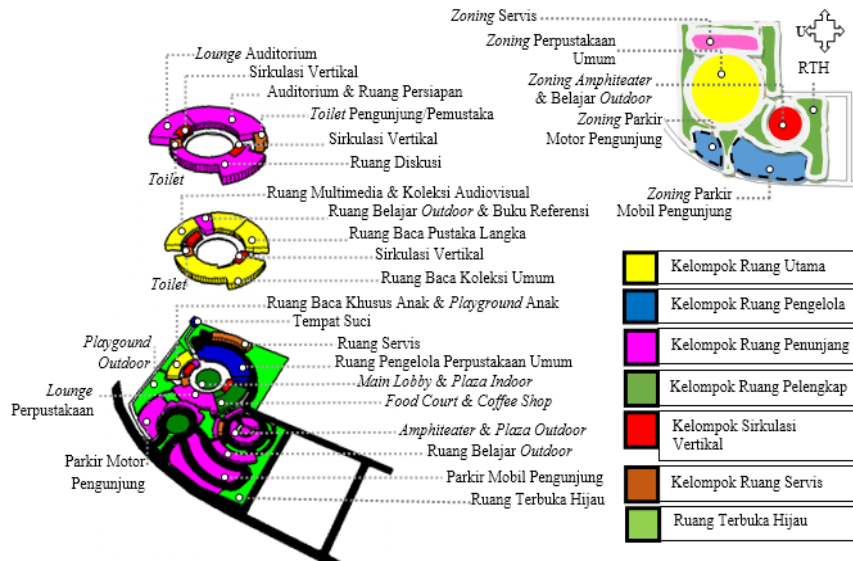 Lounge Auditorium
Sirkulasi Vertikal
Auditorium & Ruang Persiapan
Toilet Pengunjung/Pemustaka
Sirkulasi Vertikal
Ruang Diskusi
Toilet
Ruang Multimedia & Koleksi Audiovisual
Ruang Belajar Outdoor & Buku Referensi
Ruang Baca Pustaka Langka
Sirkulasi Vertikal
Toilet
Ruang Baca Koleksi Umum
Ruang Baca Khusus Anak & Playground Anak
Tempat Suci
Playgound
Outdoor
Ruang Servis
Ruang Pengelola Perpustakaan Umum
Main Lobby & Plaza Indoor
Lounge
Perpustakaan
Food Court & Coffee Shop
Amphiteater & Plaza Outdoor
Ruang Belajar Outdoor
Parkir Motor
Pengunjung
Parkir Mobil Pengunjung
Ruang Terbuka Hijau
Zoning Servis
Zoning Perpustakaan
Umum
U
RTH
Zoning Amphiteater
& Belajar Outdoor
Zoning Parkir
Motor Pengunjung
Zoning Parkir
Mobil Pengunjung
Kelompok Ruang Utama
Kelompok Ruang Pengelola
Kelompok Ruang Penunjang
Kelompok Ruang Pelengkap
Kelompok Sirkulasi
Vertikal
Kelompok Ruang Servis
Ruang Terbuka Hijau